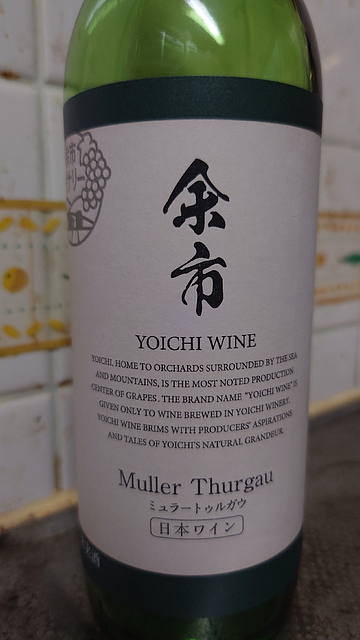 余市
YOICHI WINE
YOICHI, HOME TO ORCHARDS SURROUNDED BY THE SEA
AND MOUNTAINS, IS THE MOST NOTED PRODUCTION
CENTER OF GRAPES. THE BRAND NAME "YOICHI WINE" IS
GIVEN ONLY TO WINE BREWED IN YOICHI WINERY.
YOICHI WINE BRIMS WITH PRODUCERS' ASPIRATIONS
AND TALES OF YOICHI'S NATURAL GRANDEUR.
Muller Thurgau
ミュラートゥルガウ
日本ワイン